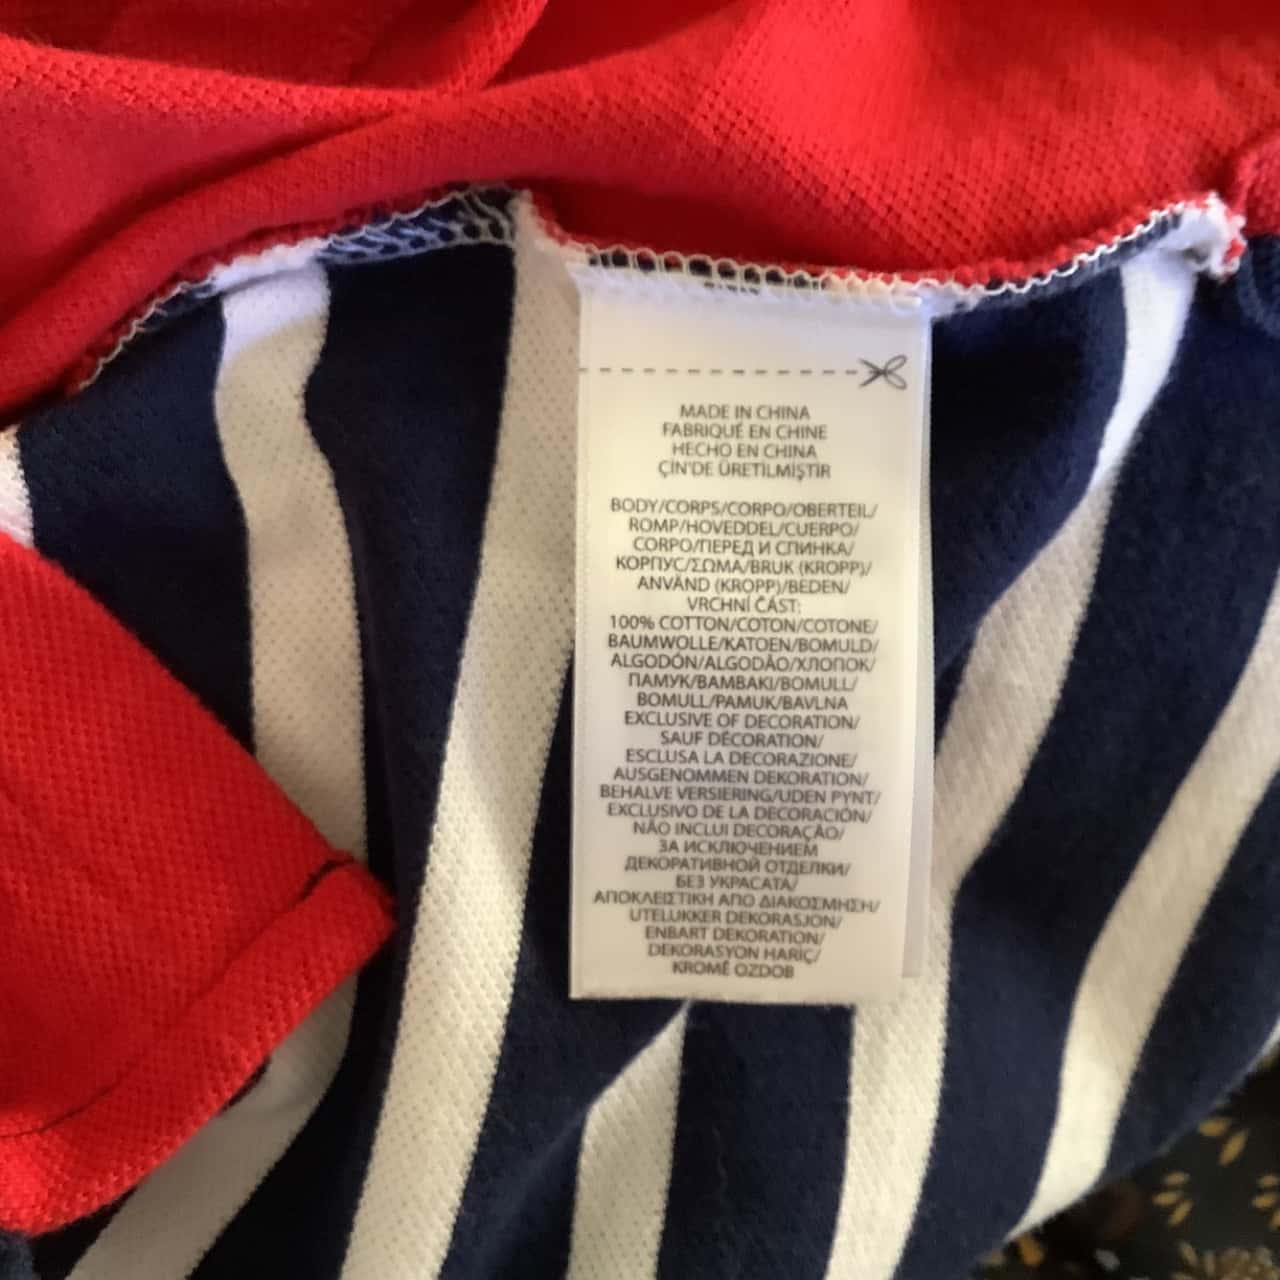 MADE IN CHINA
FABRIQUÉ EN CHINE
HECHO EN CHINA
ÇİN'DE ÜRETİLMİŞTİR
BODY/CORPS/CORPO/OBERTEIL/
ROMP/HOVEDDEL/CUERPO/
CORPO/ПЕРЕД И СПИНКА/
КОРПУС/ΣΩΜΑ/BRUK (KROPP)/
ANVÄND (KROPP)/BEDEN/
VRCHNÍ ČÁST:
100% COTTON/COTON/COTONE/
BAUMWOLLE/KATOEN/BOMULD/
ALGODÓN/ALGODÃO/ХЛОПОК/
ПАМУК/ΒΑΜΒΑΚΙ/BOMULL/
BOMULL/PAMUK/BAVLNA
EXCLUSIVE OF DECORATION/
SAUF DÉCORATION/
ESCLUSA LA DECORAZIONE/
AUSGENOMMEN DEKORATION/
BEHALVE VERSIERING/UDEN PYNT/
EXCLUSIVO DE LA DECORACIÓN/
NÃO INCLUI DECORAÇÃO/
ЗА ИСКЛЮЧЕНИЕМ
ДЕКОРАТИВНОЙ ОТДЕЛКИ/
БЕЗ УКРАСАТА/
ΑΠΟΚΛΕΙΣΤΙΚΗ ΑΠΟ ΔΙΑΚΟΣΜΗΣΗ/
UTELUKKER DEKORASJON/
ENBART DEKORATION/
DEKORASYON HARİÇ/
KROMĚ OZDOB